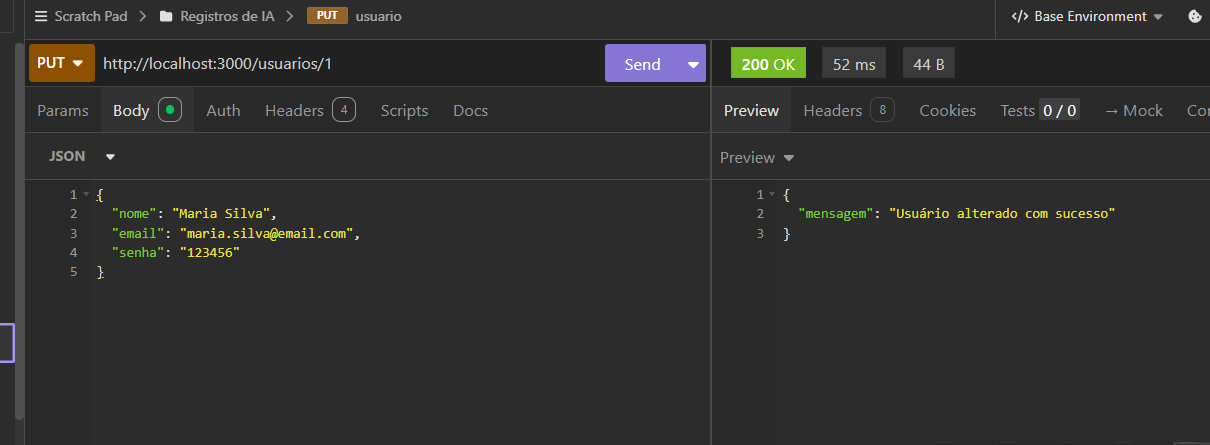 Scratch Pad > Registros de IA > PUT usuario
</> Base Environment
PUT http://localhost:3000/usuarios/1 Send
200 OK 52 ms 44 B
Params Body Auth Headers 4 Scripts Docs
Preview Headers 8 Cookies Tests 0 / 0 → Mock
JSON
Preview
1 {
2 "nome": "Maria Silva",
3 "email": "maria.silva@email.com",
4 "senha": "123456"
5 }
1 {
2 "mensagem": "Usuário alterado com sucesso"
3 }